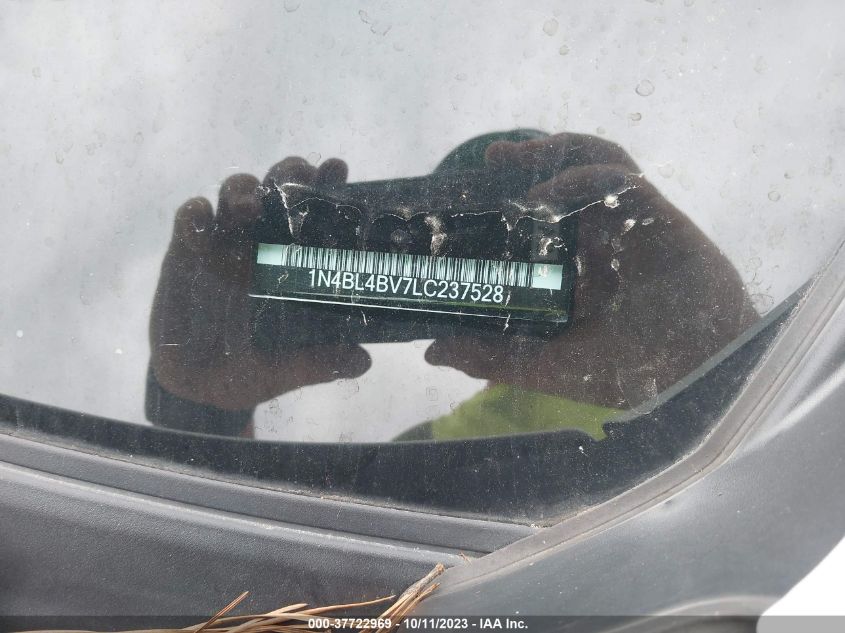 1N4BL4BV7LC237528
000-37722969 - 10/11/2023 - IAA Inc.